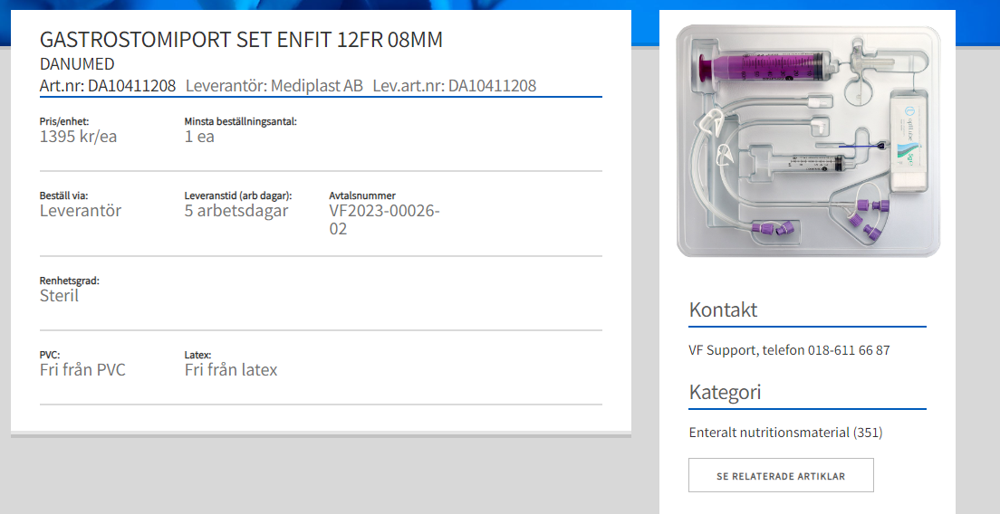 GASTROSTOMIPORT SET ENFIT 12FR 08MM
DANUMED
Art.nr: DA10411208 Leverantör: Mediplast AB Lev.art.nr: DA10411208
Pris/enhet: Minsta beställningsantal:
1395 kr/ea 1 ea
Beställ via: Leveranstid (arb dagar): Avtalsnummer
Leverantör 5 arbetsdagar VF2023-00026-
02
Renhetsgrad:
Steril
PVC: Latex:
Fri från PVC Fri från latex
Kontakt
VF Support, telefon 018-611 66 87
Kategori
Enteralt nutritionsmaterial (351)
SE RELATERADE ARTIKLAR